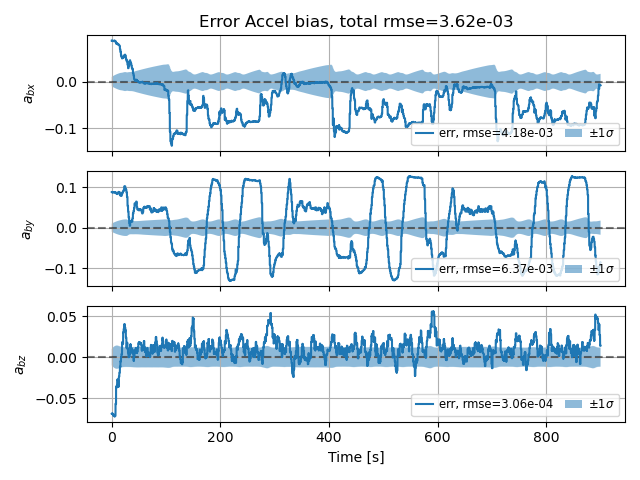 Error Accel bias, total rmse=3.62e-03
0.0
−0.1
a_bx
err, rmse=4.18e-03 ±1σ
0.1
0.0
−0.1
a_by
err, rmse=6.37e-03 ±1σ
0.05
0.00
−0.05
a_bz
err, rmse=3.06e-04 ±1σ
0 200 400 600 800
Time [s]